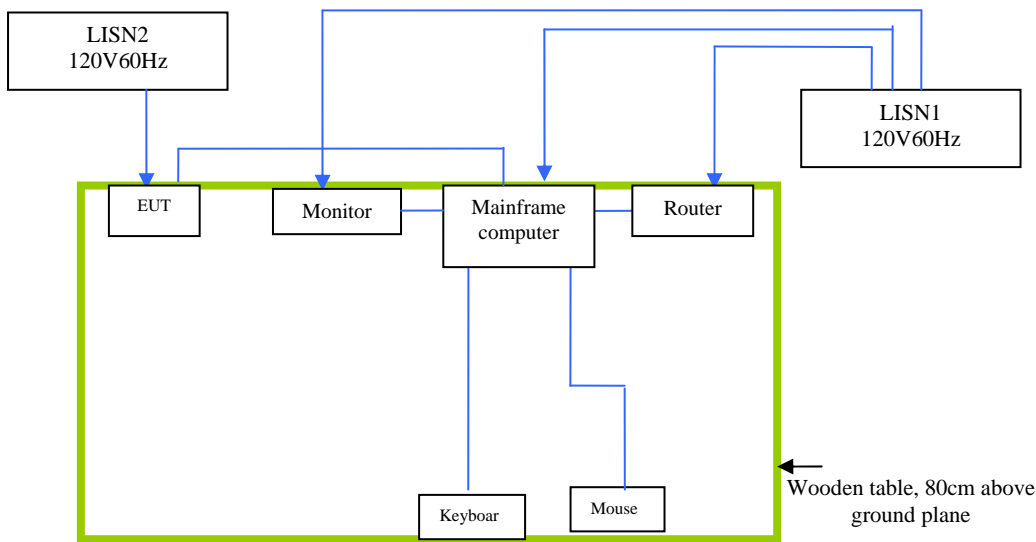 LISN2
120V60Hz
LISN1
120V60Hz
EUT
Monitor
Mainframe
computer
Router
Keyboar
Mouse
Wooden table, 80cm above
ground plane